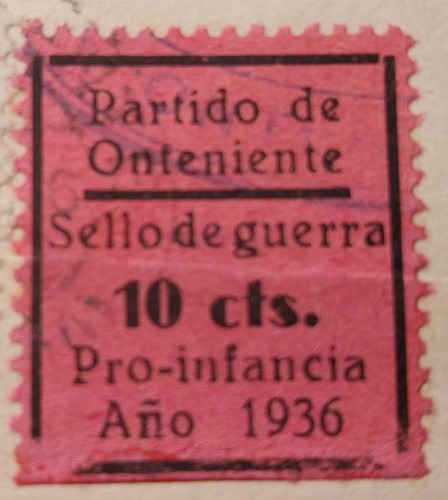 Partido de
Onteniente
Sello de guerra
10 cts.
Pro-infancia
Año 1936